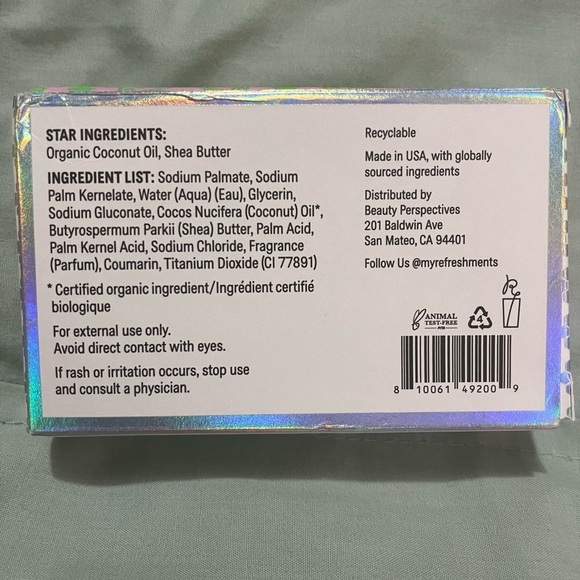 STAR INGREDIENTS:
Organic Coconut Oil, Shea Butter
INGREDIENT LIST: Sodium Palmate, Sodium
Palm Kernelate, Water (Aqua) (Eau), Glycerin,
Sodium Gluconate, Cocos Nucifera (Coconut) Oil*,
Butyrospermum Parkii (Shea) Butter, Palm Acid,
Palm Kernel Acid, Sodium Chloride, Fragrance
(Parfum), Coumarin, Titanium Dioxide (CI 77891)
* Certified organic ingredient/Ingrédient certifié
biologique
For external use only.
Avoid direct contact with eyes.
If rash or irritation occurs, stop use
and consult a physician.
Recyclable
Made in USA, with globally
sourced ingredients
Distributed by
Beauty Perspectives
201 Baldwin Ave
San Mateo, CA 94401
Follow Us @myrefreshments
ANIMAL
TEST-FREE
4
8 10061 49200 9